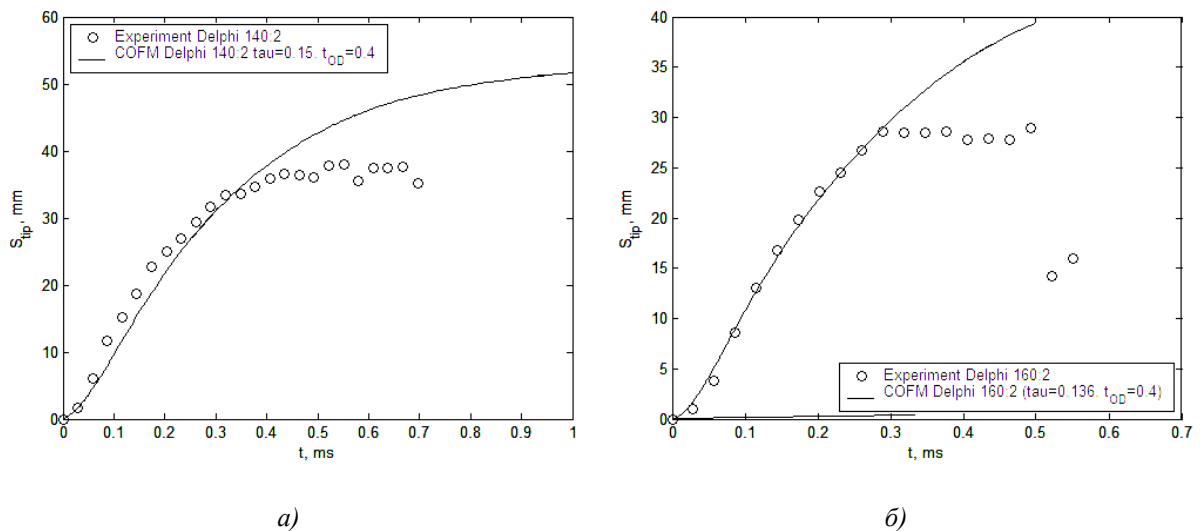 60
50
40
30
20
10
0
S_tip, mm
Experiment Delphi 140:2
COFM Delphi 140:2 tau=0.15. t_OD=0.4
0 0.1 0.2 0.3 0.4 0.5 0.6 0.7 0.8 0.9 1
t, ms
а)
40
35
30
25
20
15
10
5
0
S_tip, mm
Experiment Delphi 160:2
COFM Delphi 160:2 (tau=0.136. t_OD=0.4)
0 0.1 0.2 0.3 0.4 0.5 0.6 0.7
t, ms
б)